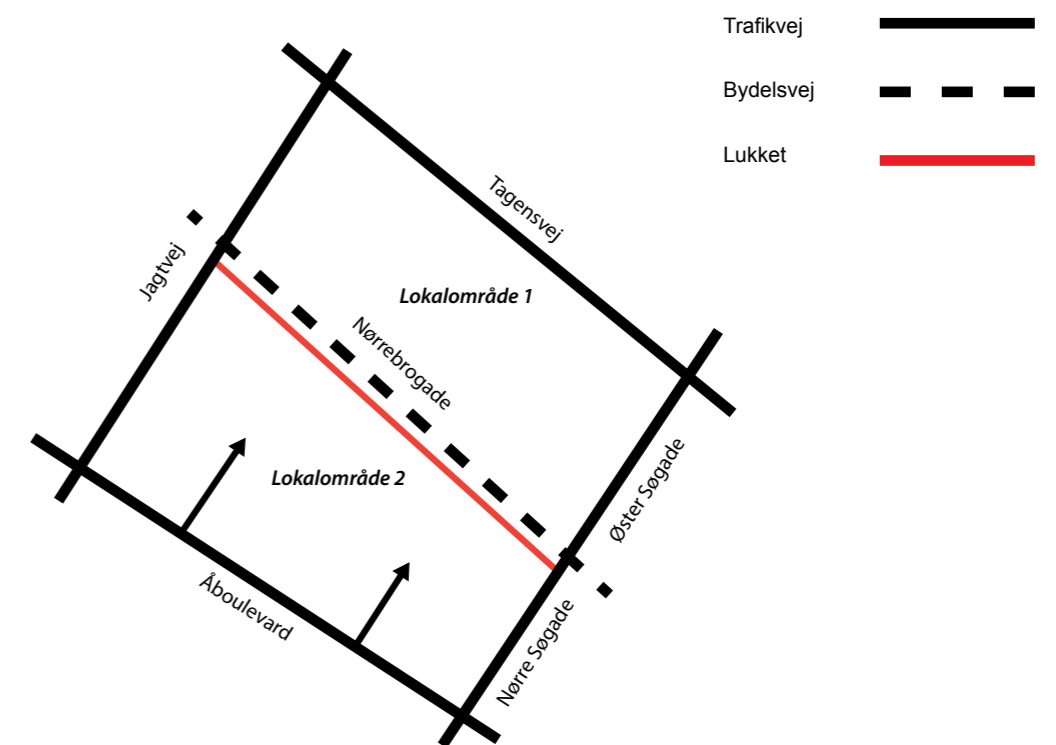 Trafikvej
Bydelsvej
Lukket
Tagensvej
Jagtvej
Lokalområde 1
Nørrebrogade
Lokalområde 2
Øster Søgade
Åboulevard
Nørre Søgade